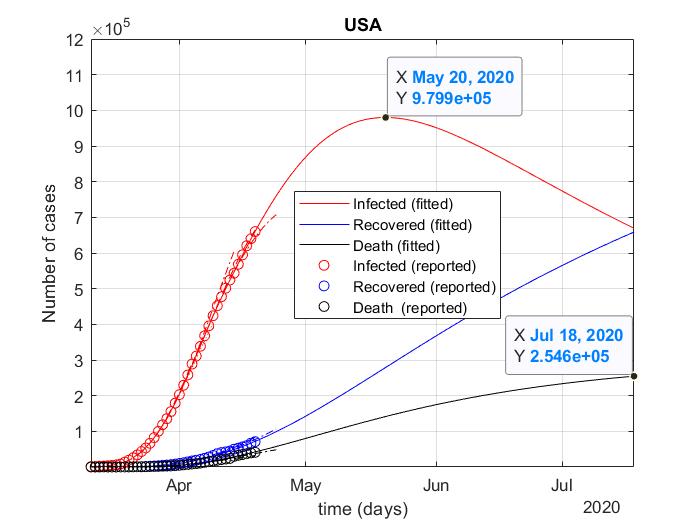 USA
×10⁵
12
11
10
9
8
7
6
5
4
3
2
1
Number of cases
X May 20, 2020
Y 9.799e+05
Infected (fitted)
Recovered (fitted)
Death (fitted)
Infected (reported)
Recovered (reported)
Death (reported)
X Jul 18, 2020
Y 2.546e+05
Apr May Jun Jul
time (days)
2020